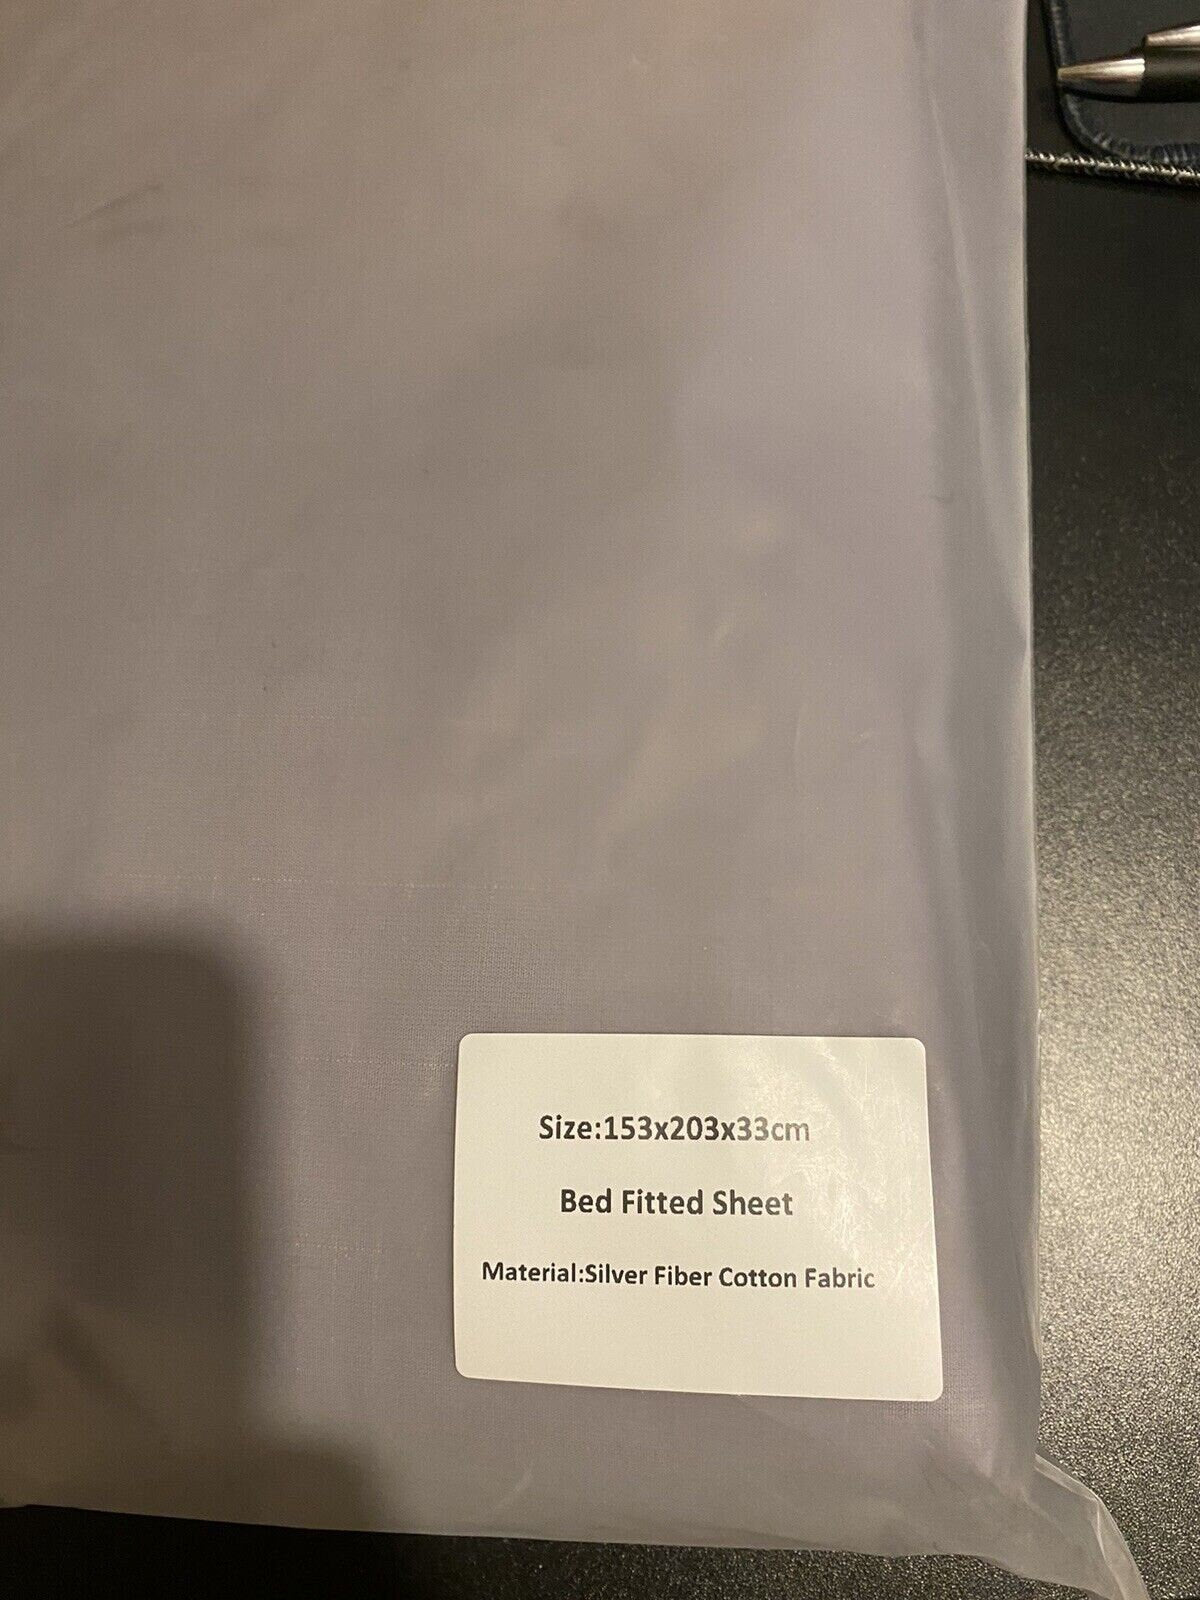 Size:153x203x33cm
Bed Fitted Sheet
Material:Silver Fiber Cotton Fabric